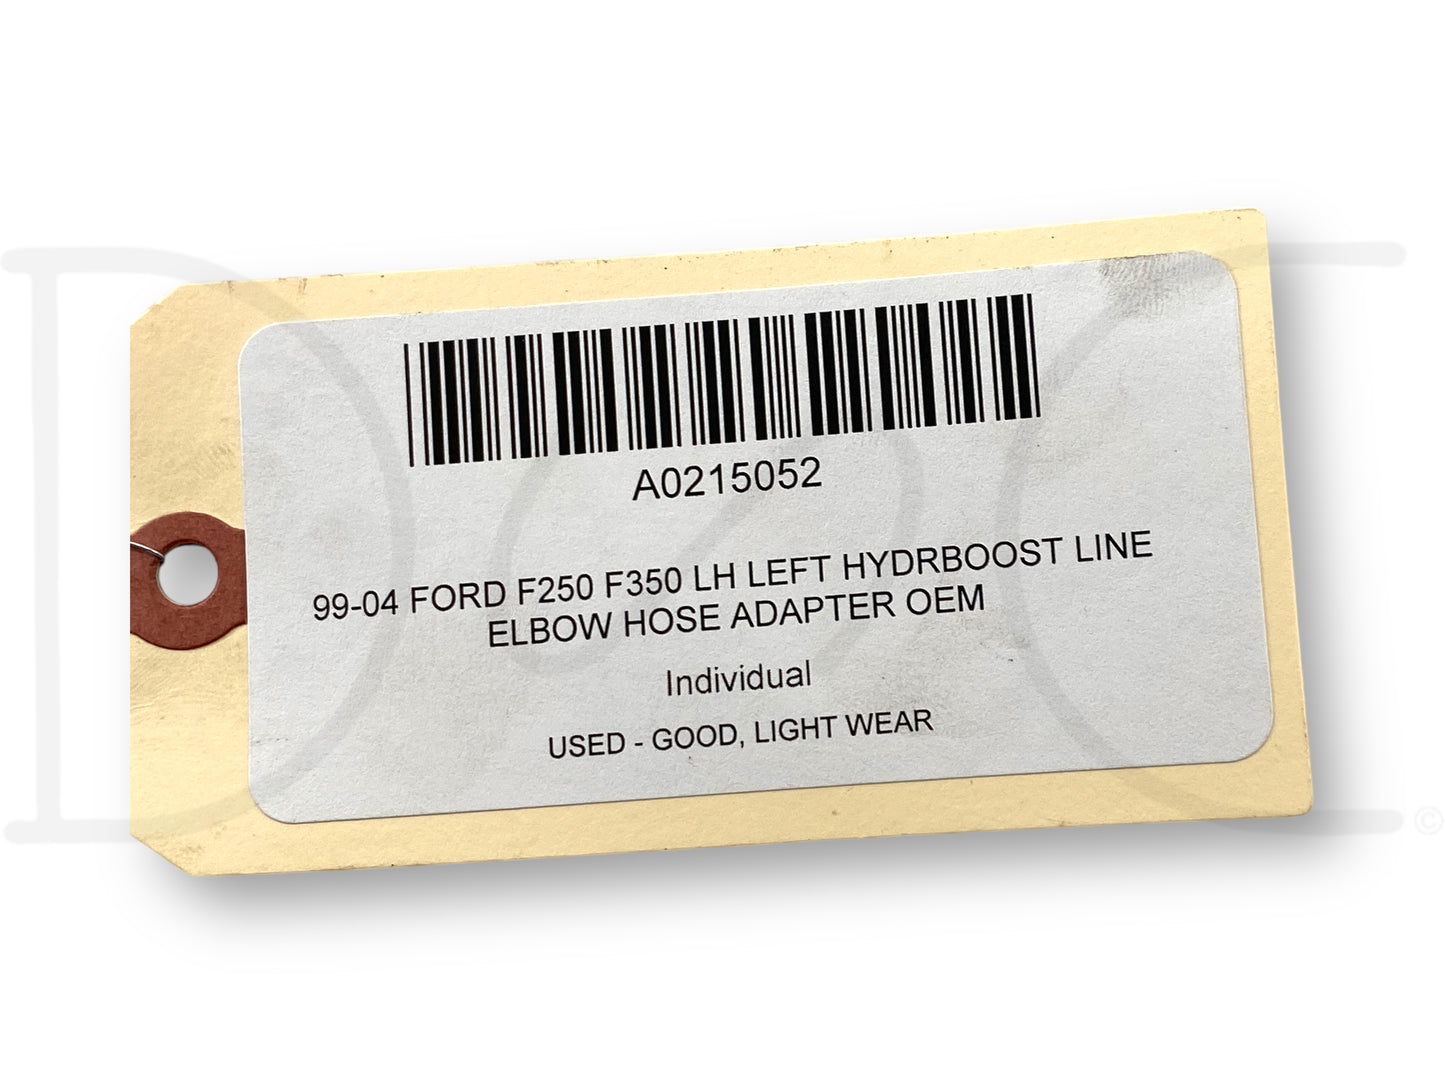 A0215052
99-04 FORD F250 F350 LH LEFT HYDRBOOST LINE
ELBOW HOSE ADAPTER OEM
Individual
USED - GOOD, LIGHT WEAR
©